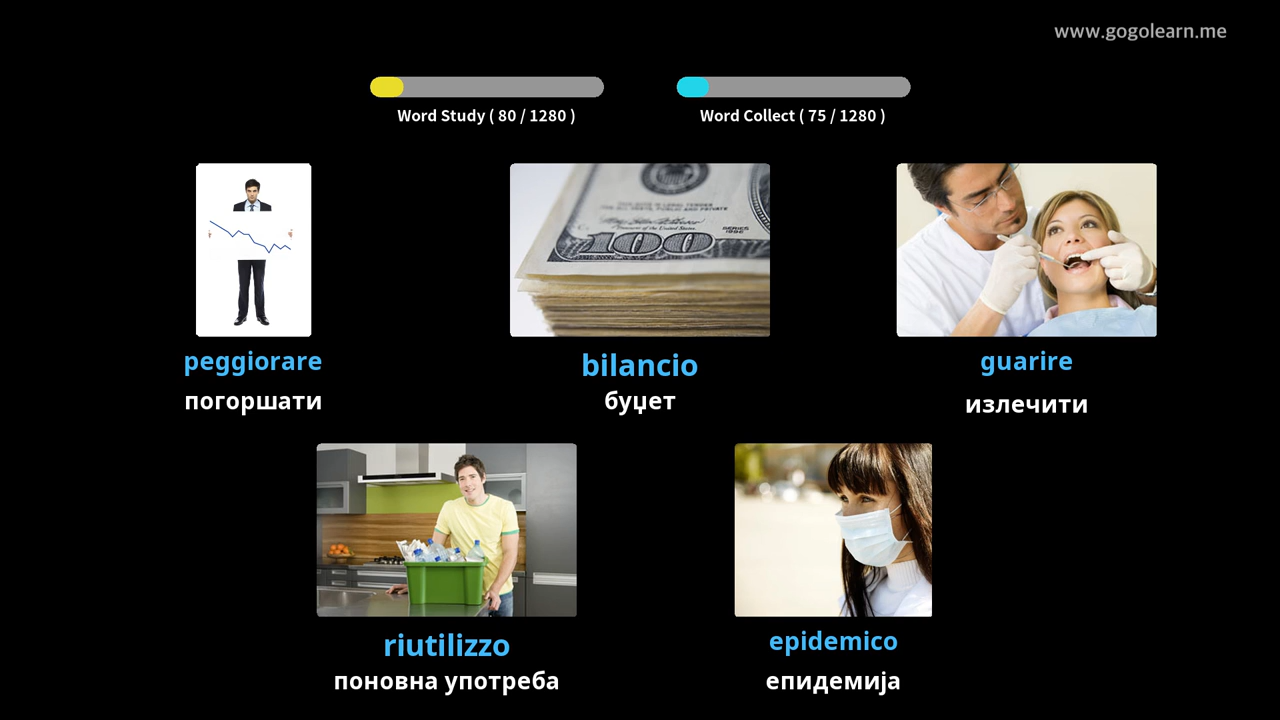 www.gogolearn.me
Word Study ( 80 / 1280 )
Word Collect ( 75 / 1280 )
100
peggiorare
погоршати
bilancio
буџет
guarire
излечити
riutilizzo
поновна употреба
epidemico
епидемија